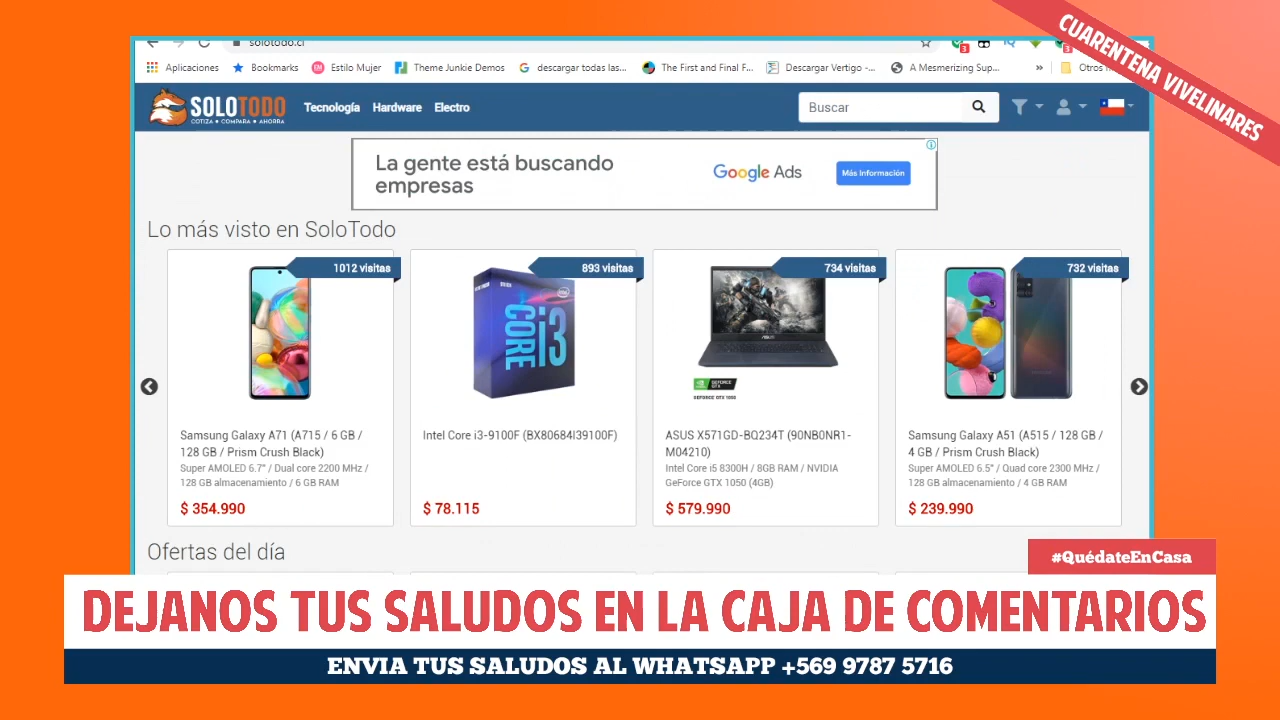 CUARENTENA VIVELINARES
solotodo.cl
Aplicaciones
Bookmarks
Estilo Mujer
Theme Junkie Demos
descargar todas las...
The First and Final F...
Descargar Vertigo -...
A Mesmerizing Sup...
»
SOLOTODO
COTIZA • COMPARA • AHORRA
Tecnología
Hardware
Electro
Buscar
La gente está buscando
empresas
Google Ads
Más Información
Lo más visto en SoloTodo
1012 visitas
893 visitas
734 visitas
732 visitas
CORE i3
ASUS
GEFORCE GTX 1050
Samsung Galaxy A71 (A715 / 6 GB /
128 GB / Prism Crush Black)
Super AMOLED 6.7" / Dual core 2200 MHz /
128 GB almacenamiento / 6 GB RAM
$ 354.990
Intel Core i3-9100F (BX80684I39100F)
$ 78.115
ASUS X571GD-BQ234T (90NB0NR1-
M04210)
Intel Core i5 8300H / 8GB RAM / NVIDIA
GeForce GTX 1050 (4GB)
$ 579.990
Samsung Galaxy A51 (A515 / 128 GB /
4 GB / Prism Crush Black)
Super AMOLED 6.5" / Quad core 2300 MHz /
128 GB almacenamiento / 4 GB RAM
$ 239.990
Ofertas del día
#QuédateEnCasa
DEJANOS TUS SALUDOS EN LA CAJA DE COMENTARIOS
ENVIA TUS SALUDOS AL WHATSAPP +569 9787 5716